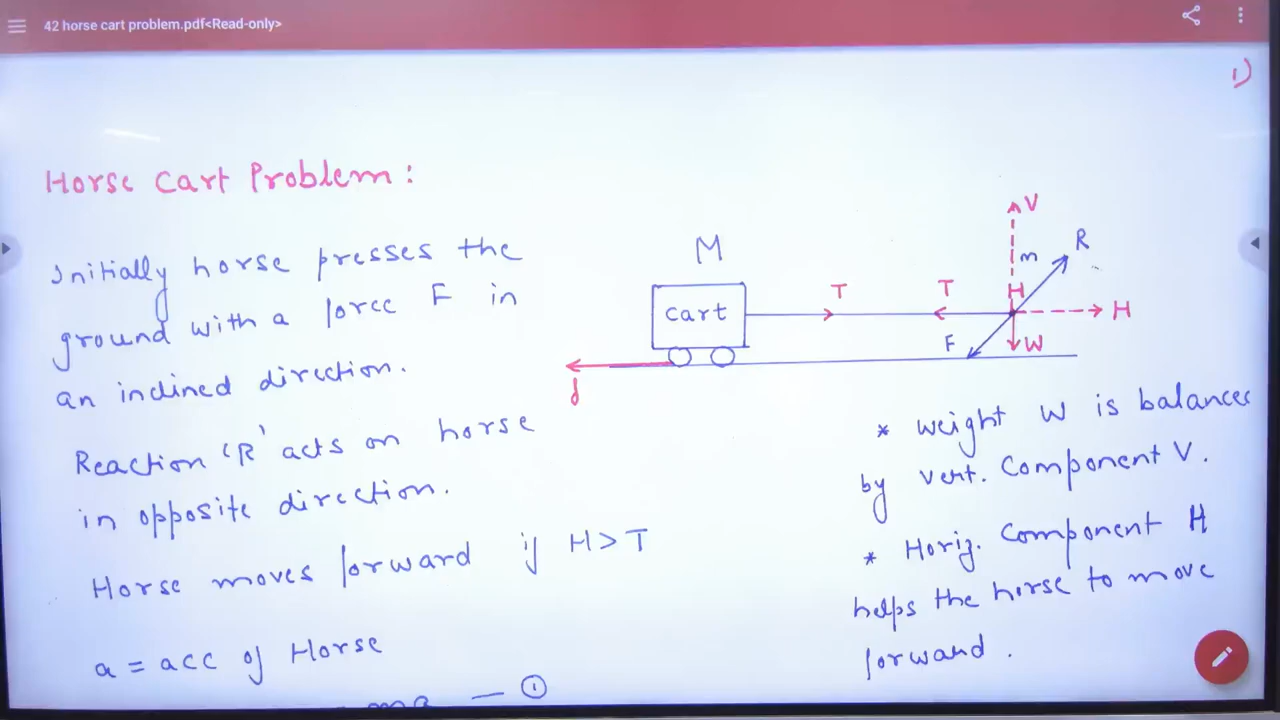 42 horse cart problem.pdf<Read-only>
1)
Horse Cart Problem:
Initially horse presses the
ground with a force F in
an inclined direction.
Reaction 'R' acts on horse
in opposite direction.
Horse moves forward if H > T
a = acc of Horse
ma — ①
M
cart
T
T
V
m
R
H
H
F
W
f
* weight W is balances
by vert. Component V.
* Horiz. Component H
helps the horse to move
forward.